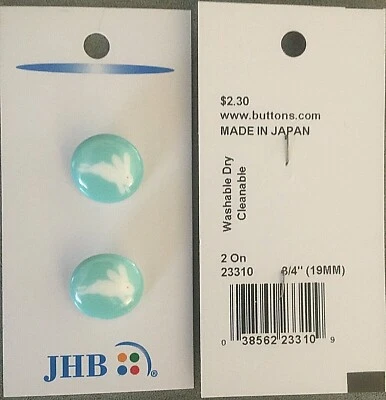 JHB ®
$2.30
www.buttons.com
MADE IN JAPAN
Washable Dry
Cleanable
2 On
23310 3/4" (19MM)
0 38562 23310 9